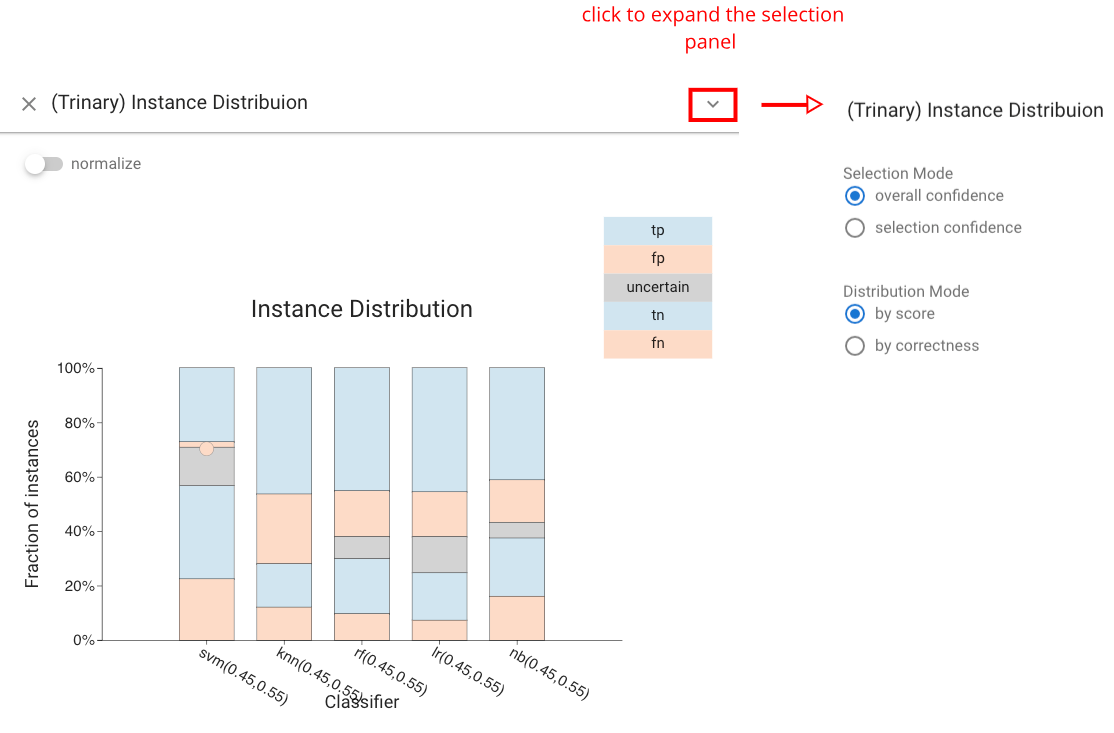 click to expand the selection
panel
(Trinary) Instance Distribuion
(Trinary) Instance Distribuion
normalize
Selection Mode
overall confidence
selection confidence
tp
fp
uncertain
tn
fn
Distribution Mode
by score
by correctness
Instance Distribution
100%
80%
60%
40%
20%
0%
Fraction of instances
svm(0.45,0.55)
knn(0.45,0.55)
rf(0.45,0.55)
lr(0.45,0.55)
nb(0.45,0.55)
Classifier